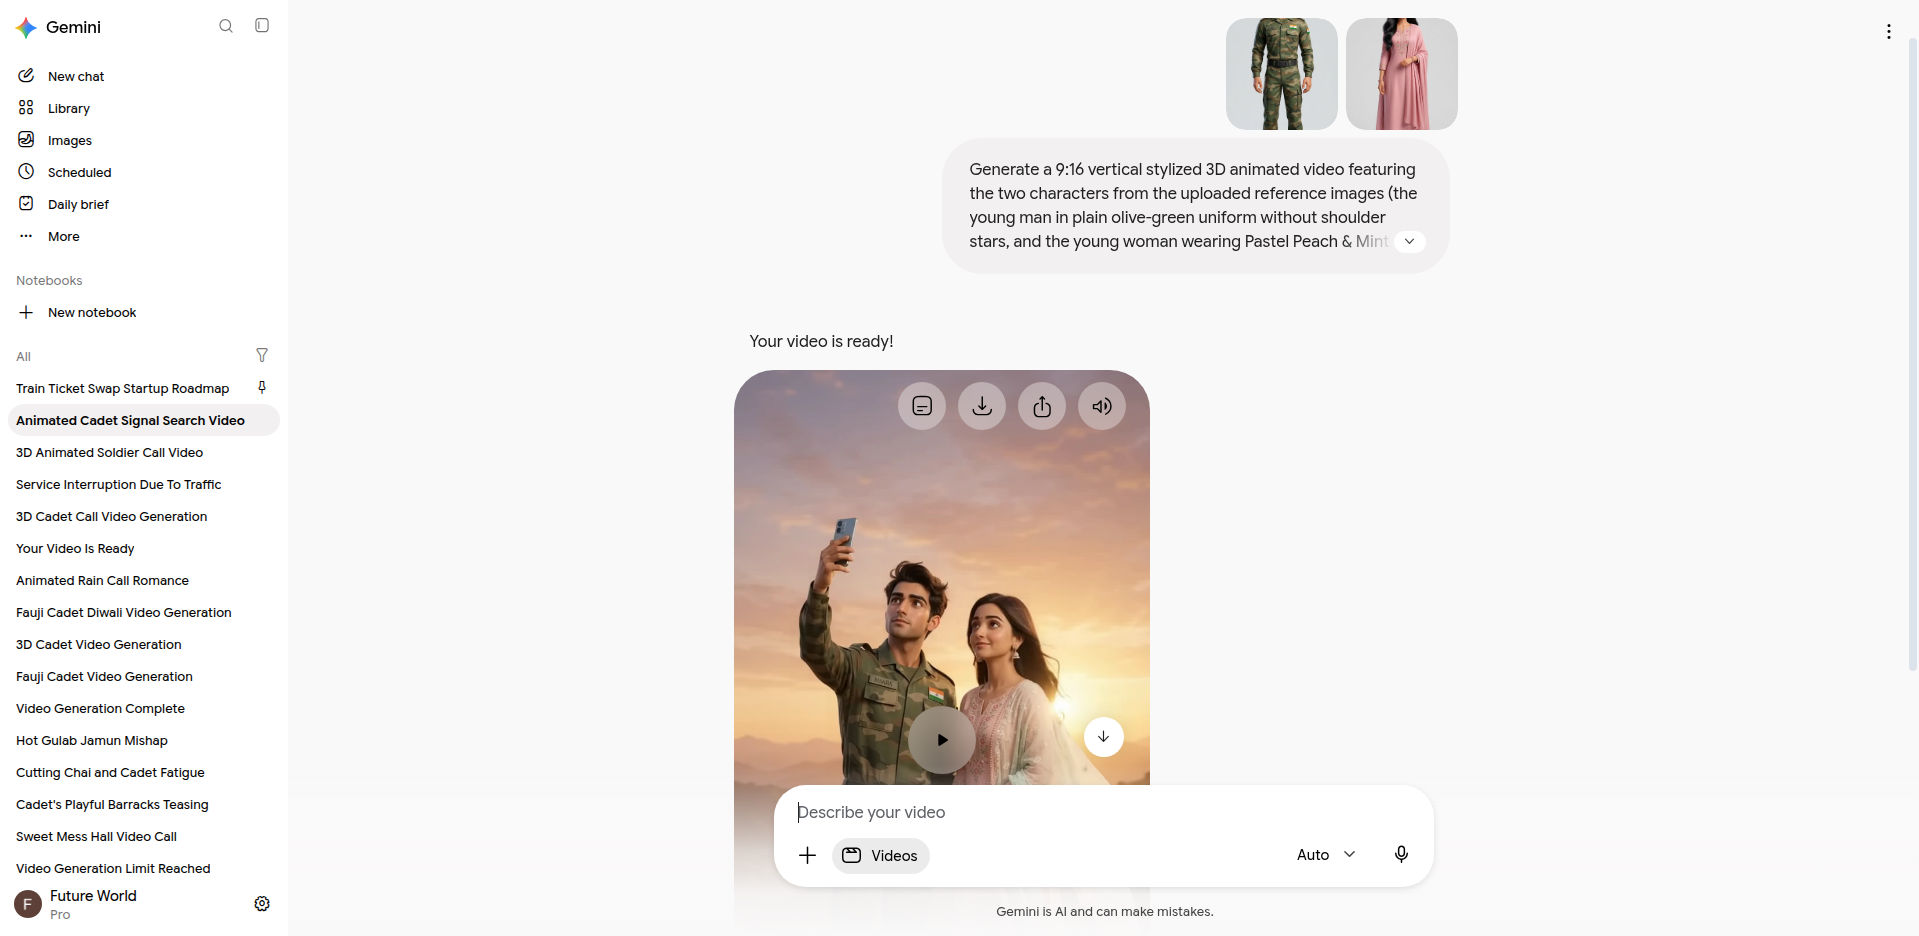 Gemini
New chat
Library
Images
Scheduled
Daily brief
More
Notebooks
New notebook
All
Train Ticket Swap Startup Roadmap
Animated Cadet Signal Search Video
3D Animated Soldier Call Video
Service Interruption Due To Traffic
3D Cadet Call Video Generation
Your Video Is Ready
Animated Rain Call Romance
Fauji Cadet Diwali Video Generation
3D Cadet Video Generation
Fauji Cadet Video Generation
Video Generation Complete
Hot Gulab Jamun Mishap
Cutting Chai and Cadet Fatigue
Cadet's Playful Barracks Teasing
Sweet Mess Hall Video Call
Video Generation Limit Reached
F
Future World
Pro
Generate a 9:16 vertical stylized 3D animated video featuring
the two characters from the uploaded reference images (the
young man in plain olive-green uniform without shoulder
stars, and the young woman wearing Pastel Peach & Mint
Your video is ready!
Describe your video
Videos
Auto
Gemini is AI and can make mistakes.